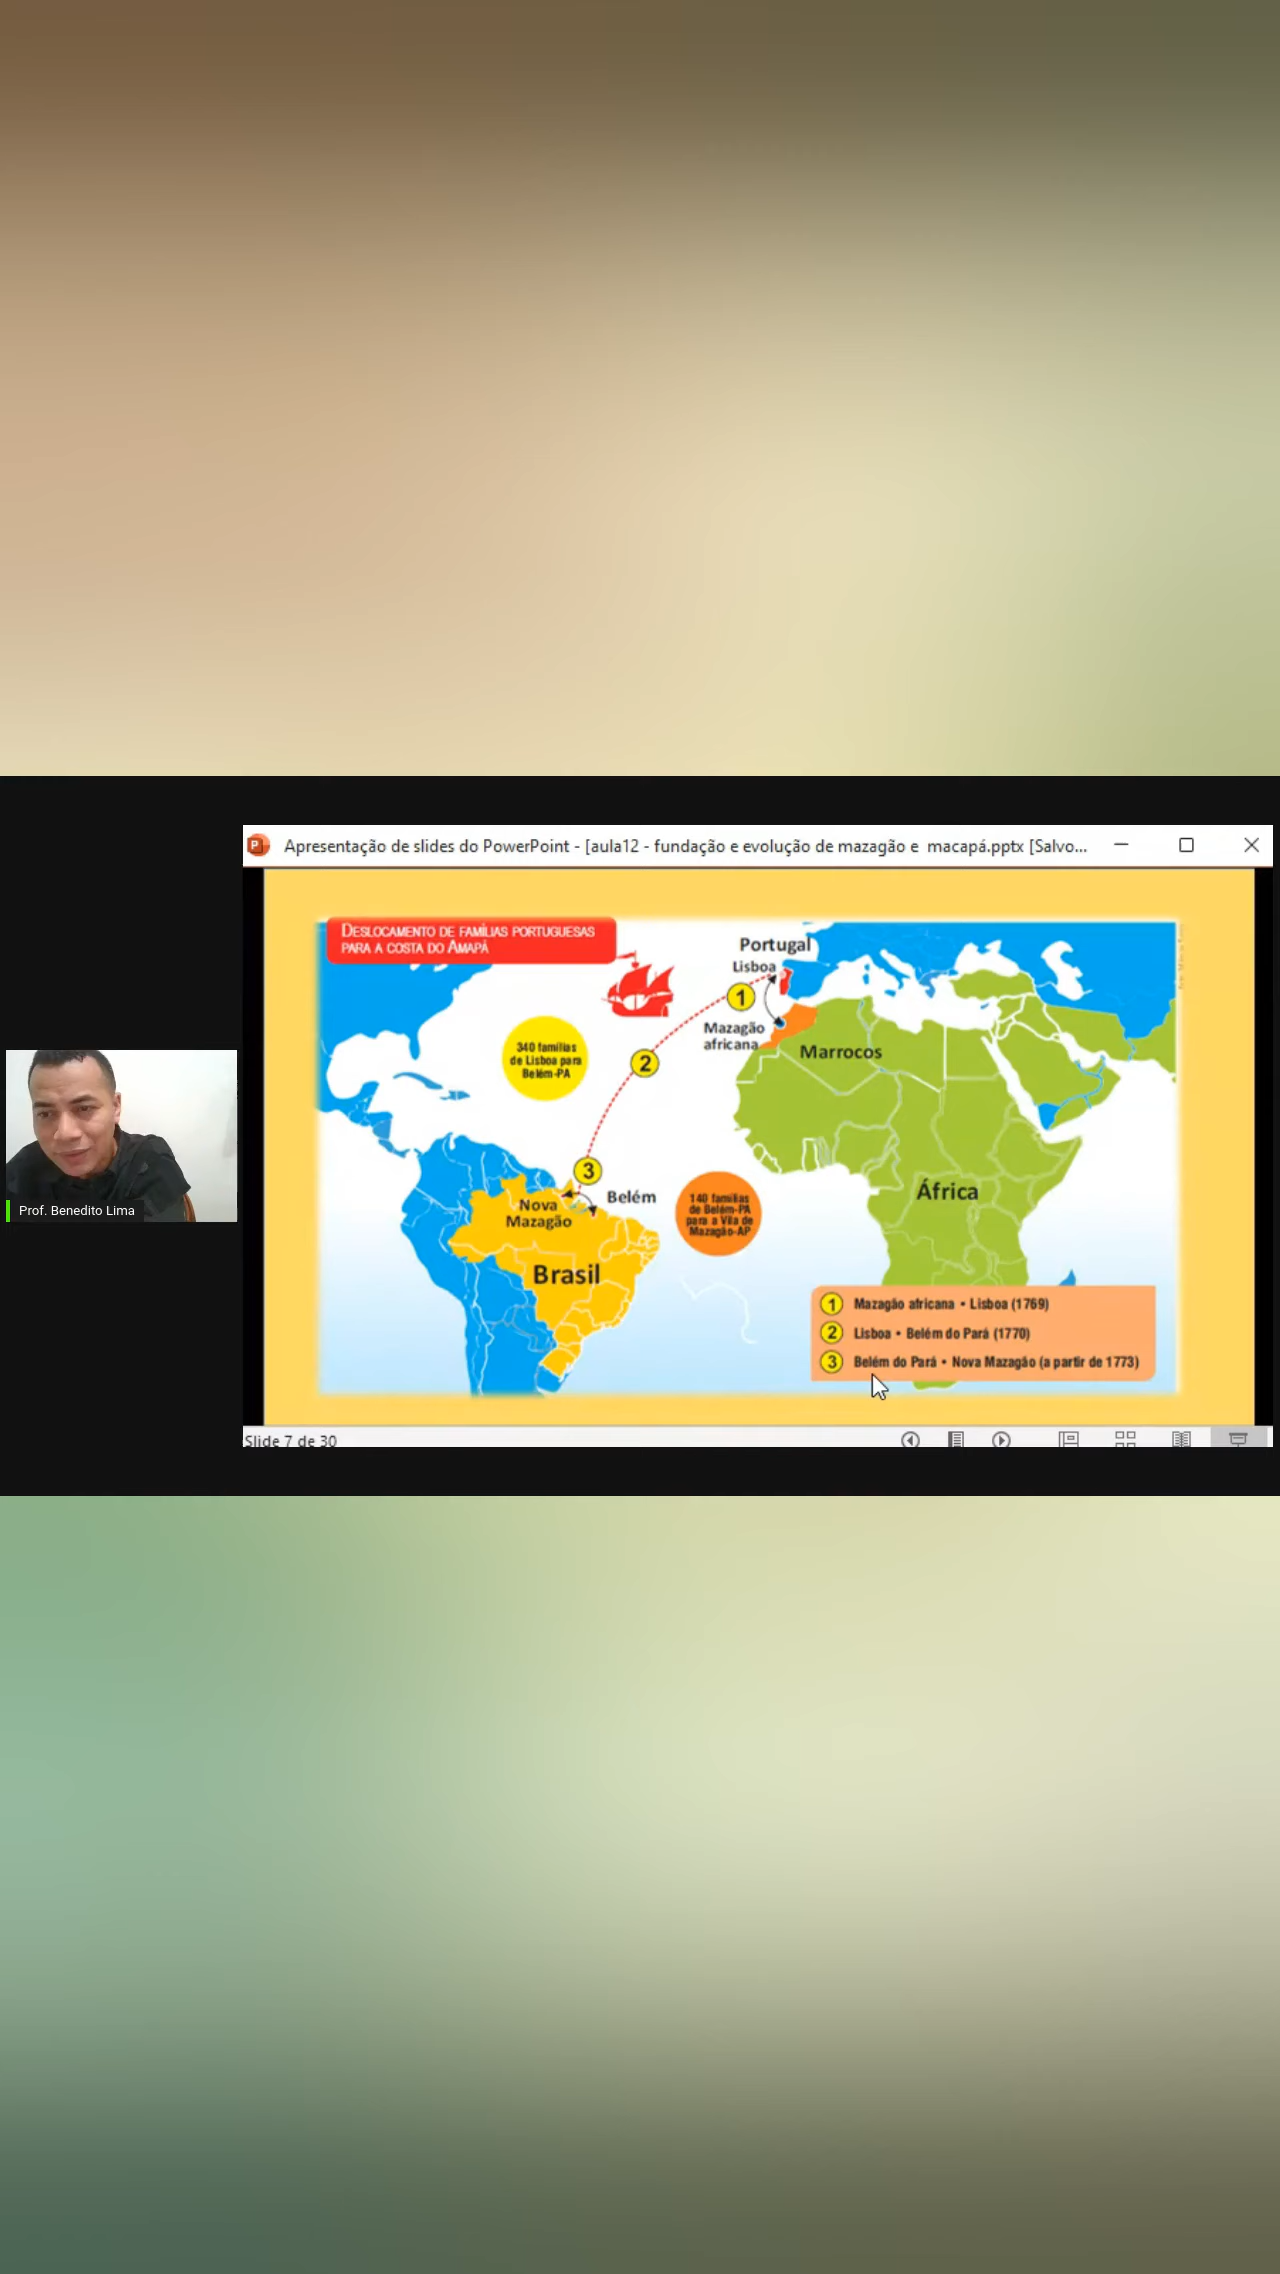 Apresentação de slides do PowerPoint - [aula12 - fundação e evolução de mazagão e  macapá.pptx [Salvo...
DESLOCAMENTO DE FAMÍLIAS PORTUGUESAS
PARA A COSTA DO AMAPÁ
Portugal
Lisboa
1
Mazagão
africana
Marrocos
340 famílias
de Lisboa para
Belém-PA
2
3
Nova
Mazagão
Belém
140 famílias
de Belém-PA
para a Vila de
Mazagão-AP
África
Brasil
1 Mazagão africana • Lisboa (1769)
2 Lisboa • Belém do Pará (1770)
3 Belém do Pará • Nova Mazagão (a partir de 1773)
Prof. Benedito Lima
Slide 7 de 30